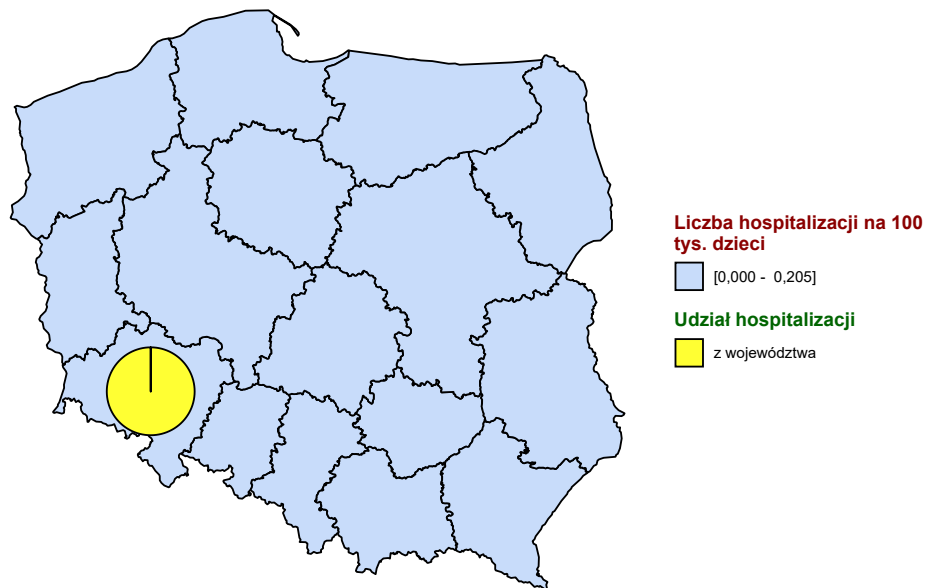 Liczba hospitalizacji na 100
tys. dzieci
[0,000 - 0,205]
Udział hospitalizacji
z województwa